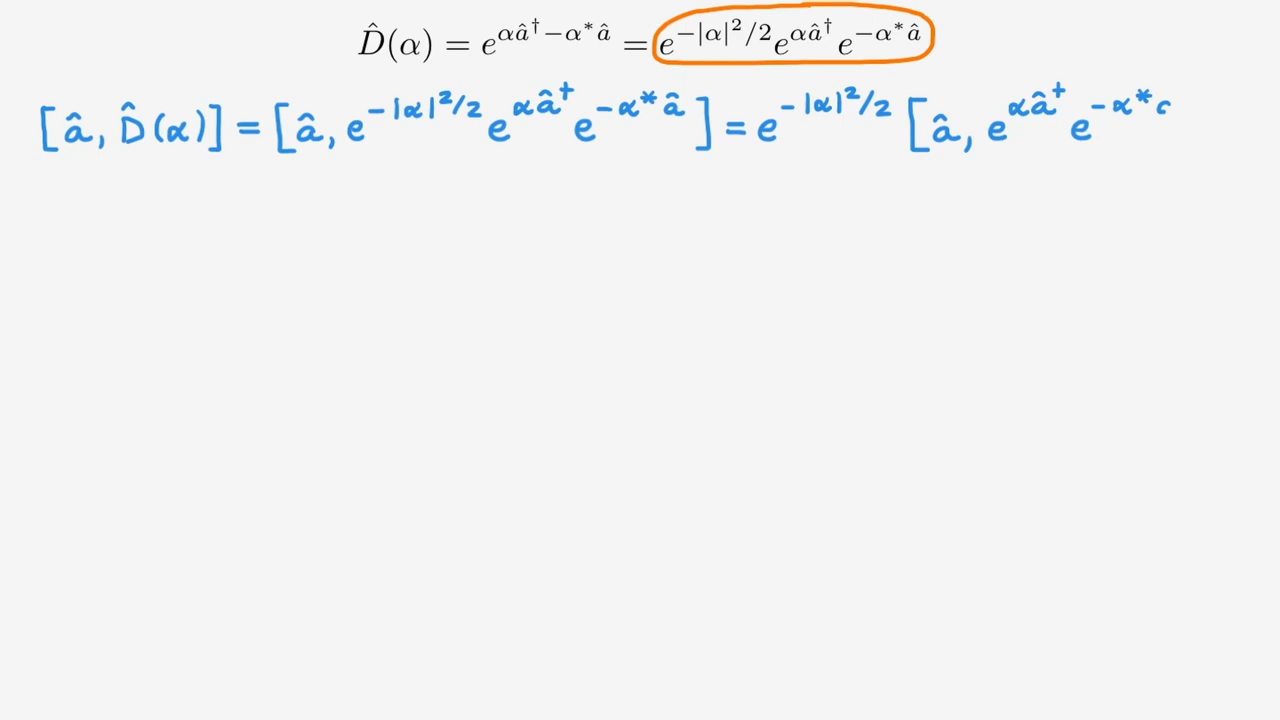 D̂(α) = e^{αâ† − α*â} = e^{−|α|²/2} e^{αâ†} e^{−α*â}
[â, D̂(α)] = [â, e^{−|α|²/2} e^{αâ†} e^{−α*â}] = e^{−|α|²/2} [â, e^{αâ†} e^{−α*